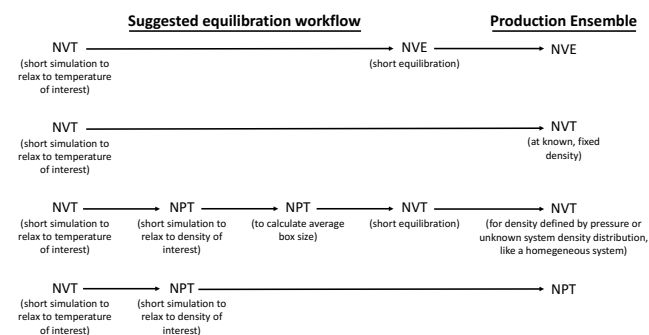 Suggested equilibration workflow
Production Ensemble
NVT
NVE
NVE
(short simulation to
relax to temperature
of interest)
(short equilibration)
NVT
NVT
(short simulation to
relax to temperature
of interest)
(at known, fixed
density)
NVT
NPT
NPT
NVT
NVT
(short simulation to
relax to temperature
of interest)
(short simulation to
relax to density of
interest)
(to calculate average
box size)
(short equilibration)
(for density defined by pressure or
unknown system density distribution,
like a homegeneous system)
NVT
NPT
NPT
(short simulation to
relax to temperature
of interest)
(short simulation to
relax to density of
interest)